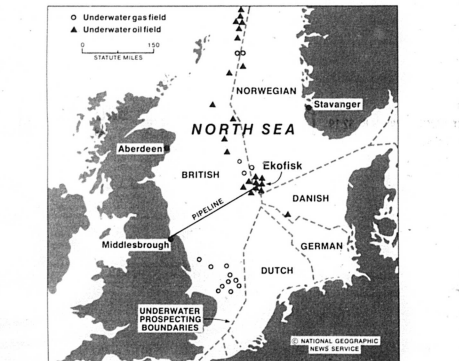 Underwater gas field
Underwater oil field
0 150
STATUTE MILES
NORWEGIAN
Stavanger
NORTH SEA
Aberdeen
Ekofisk
BRITISH
DANISH
PIPELINE
Middlesbrough
GERMAN
DUTCH
UNDERWATER
PROSPECTING
BOUNDARIES
© NATIONAL GEOGRAPHIC
NEWS SERVICE